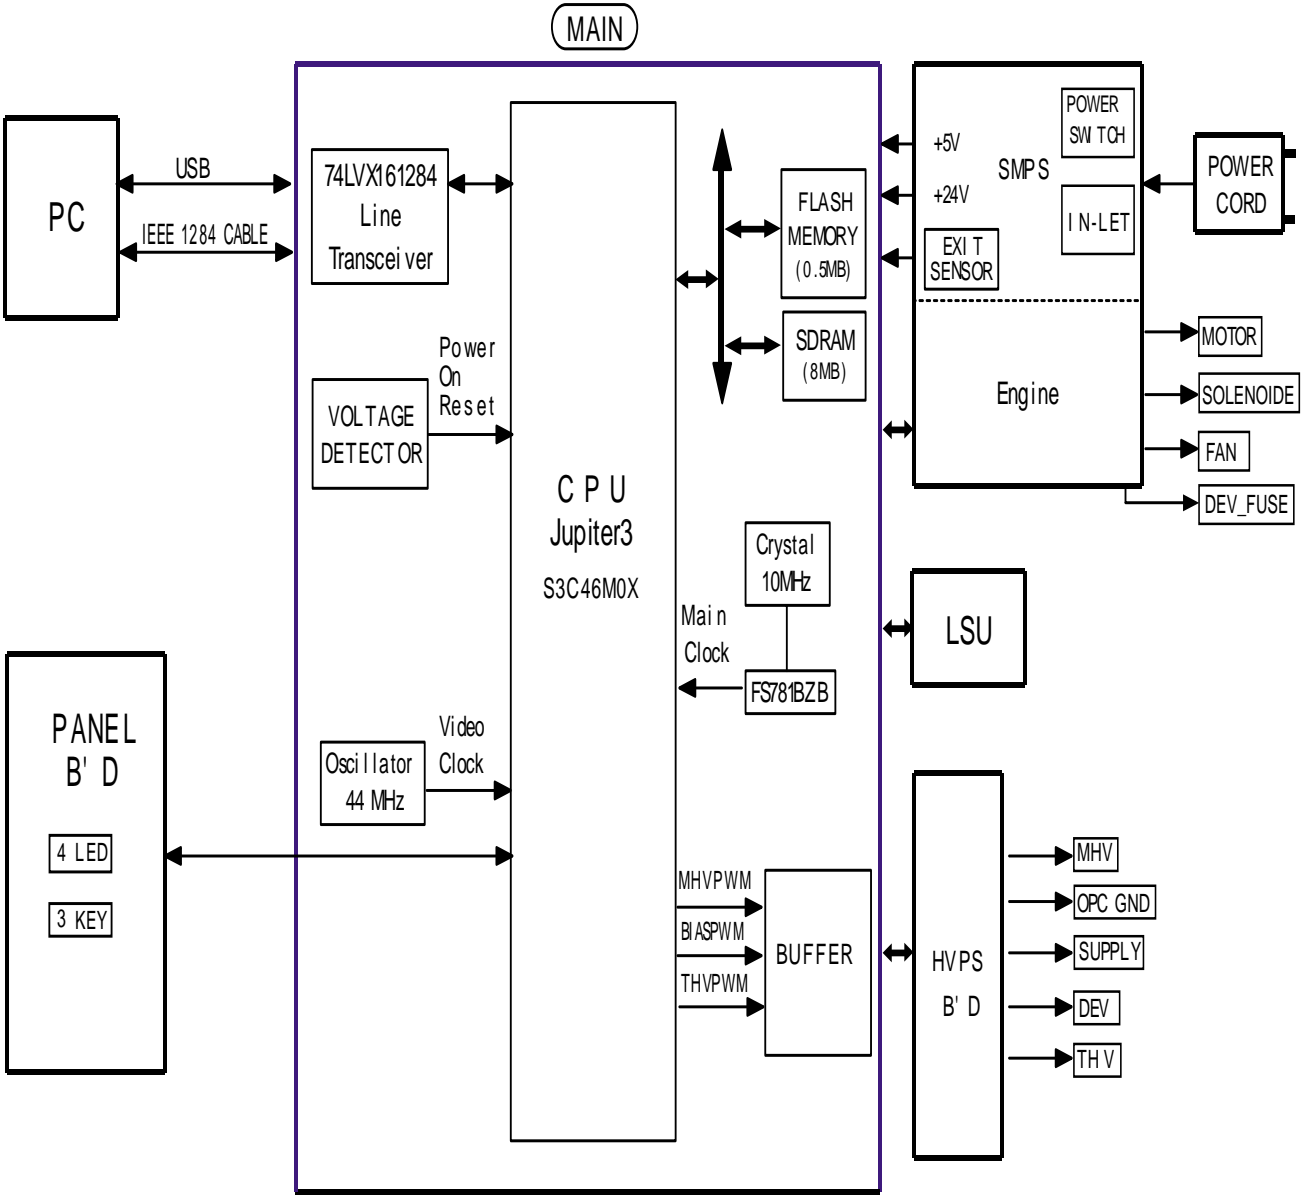 MAIN
PC
USB
IEEE 1284 CABLE
74LVX161284
Line
Transceiver
Power
On
Reset
VOLTAGE
DETECTOR
CPU
Jupiter3
S3C46M0X
FLASH
MEMORY
(0.5MB)
SDRAM
(8MB)
Crystal
10MHz
Main
Clock
FS781BZB
Oscillator
44 MHz
Video
Clock
PANEL
B'D
4 LED
3 KEY
MHVPWM
BIASPWM
THVPWM
BUFFER
+5V
+24V
EXIT
SENSOR
SMPS
POWER
SWITCH
IN-LET
POWER
CORD
Engine
MOTOR
SOLENOIDE
FAN
DEV_FUSE
LSU
HVPS
B'D
MHV
OPC GND
SUPPLY
DEV
THV